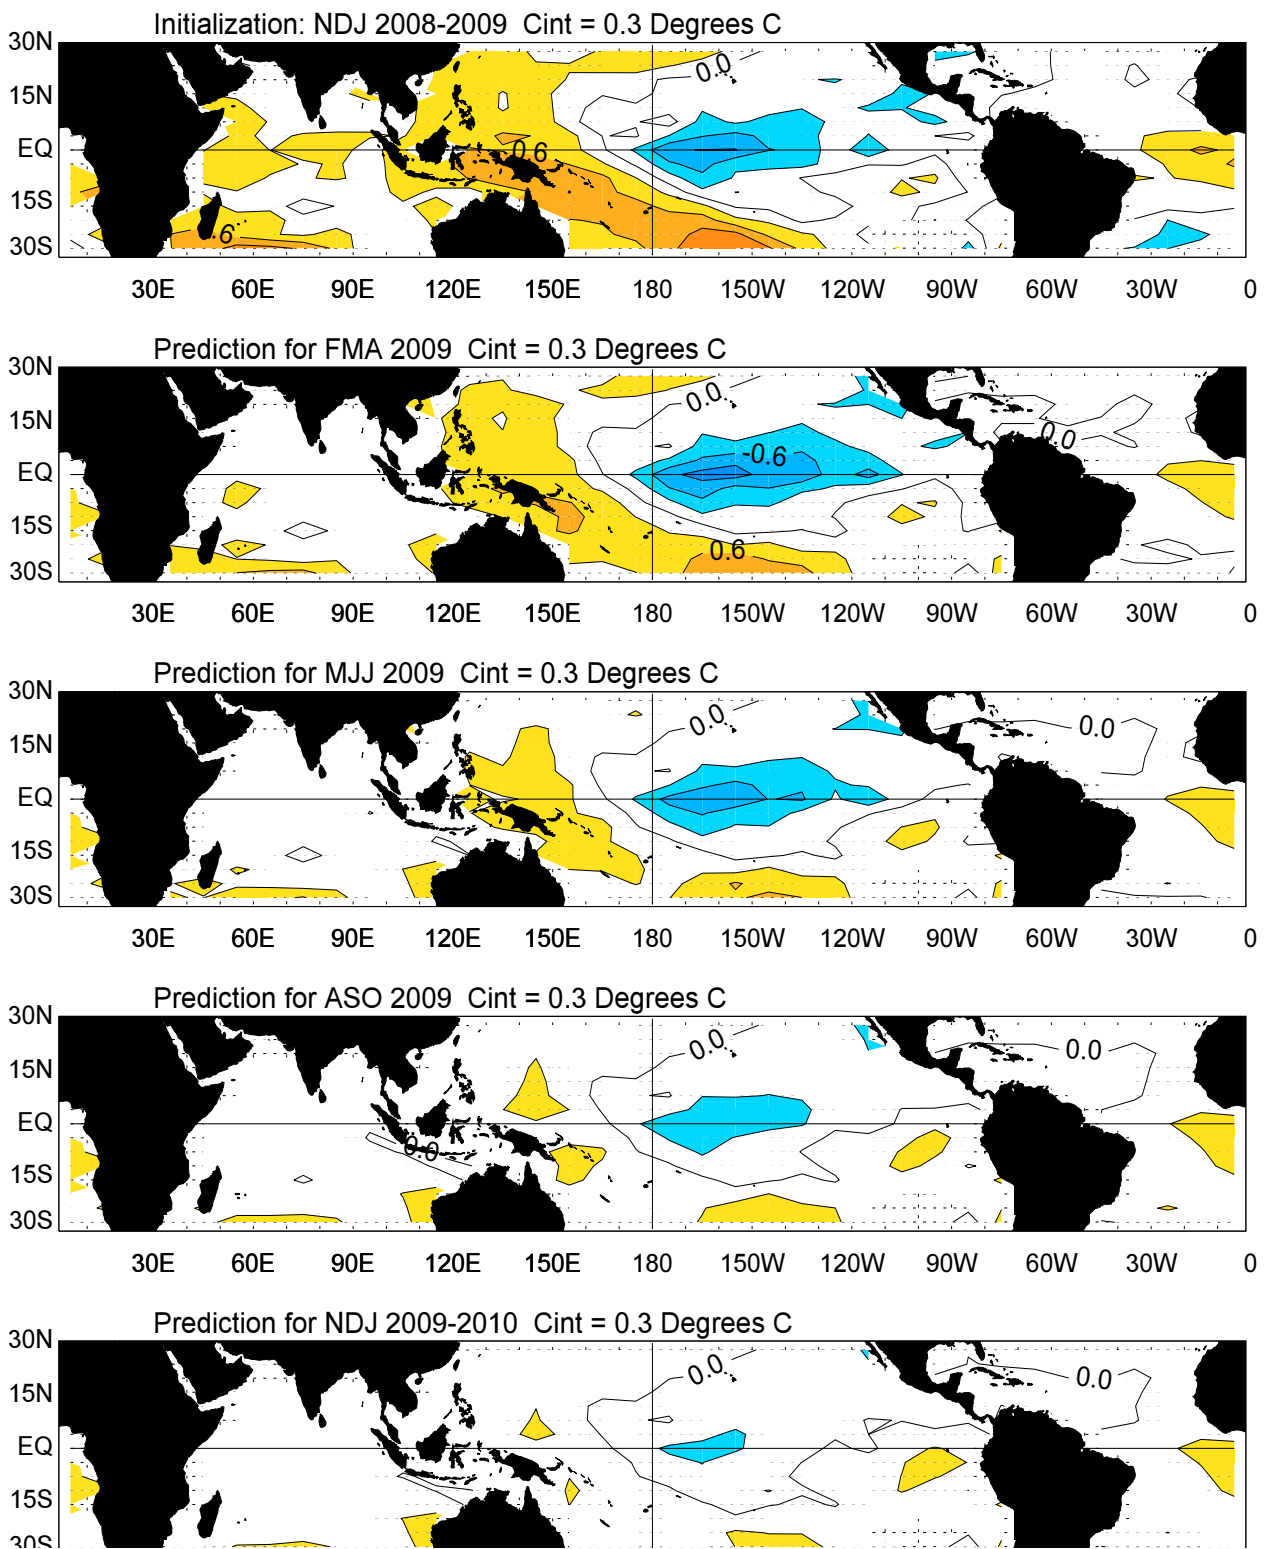 Initialization: NDJ 2008-2009 Cint = 0.3 Degrees C
30N
0.0
15N
EQ
0.6
15S
.6
30S
30E 60E 90E 120E 150E 180 150W 120W 90W 60W 30W 0
Prediction for FMA 2009 Cint = 0.3 Degrees C
30N
0.0
15N
0.0
-0.6
EQ
15S
0.6
30S
30E 60E 90E 120E 150E 180 150W 120W 90W 60W 30W 0
Prediction for MJJ 2009 Cint = 0.3 Degrees C
30N
0.0 0.0
15N
EQ
15S
30S
30E 60E 90E 120E 150E 180 150W 120W 90W 60W 30W 0
Prediction for ASO 2009 Cint = 0.3 Degrees C
30N
0.0 0.0
15N
EQ
0.0
15S
30S
30E 60E 90E 120E 150E 180 150W 120W 90W 60W 30W 0
Prediction for NDJ 2009-2010 Cint = 0.3 Degrees C
30N
0.0 0.0
15N
EQ
15S
30S